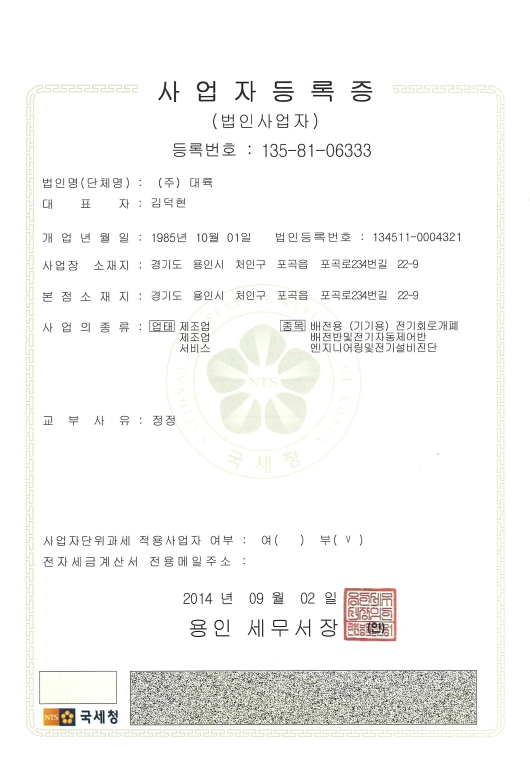 사업자등록증
(법인사업자)
등록번호 : 135-81-06333
법인명(단체명) : (주) 대륙
대 표 자 : 김덕현
개업년월일 : 1985년 10월 01일 법인등록번호 : 134511-0004321
사업장 소재지 : 경기도 용인시 처인구 포곡읍 포곡로234번길 22-9
본점소재지 : 경기도 용인시 처인구 포곡읍 포곡로234번길 22-9
사업의종류 : 업태 제조업 종목 배전용 (기기용) 전기회로개폐
제조업 배전반및전기자동제어반
서비스 엔지니어링및전기설비진단
NTS
NATIONAL TAX SERVICE OF KOREA
국세청
교부사유 : 정정
사업자단위과세 적용사업자 여부 : 여( ) 부( V )
전자세금계산서 전용메일주소 :
2014 년 09 월 02 일
용인 세무서장
(인)
NTS 국세청